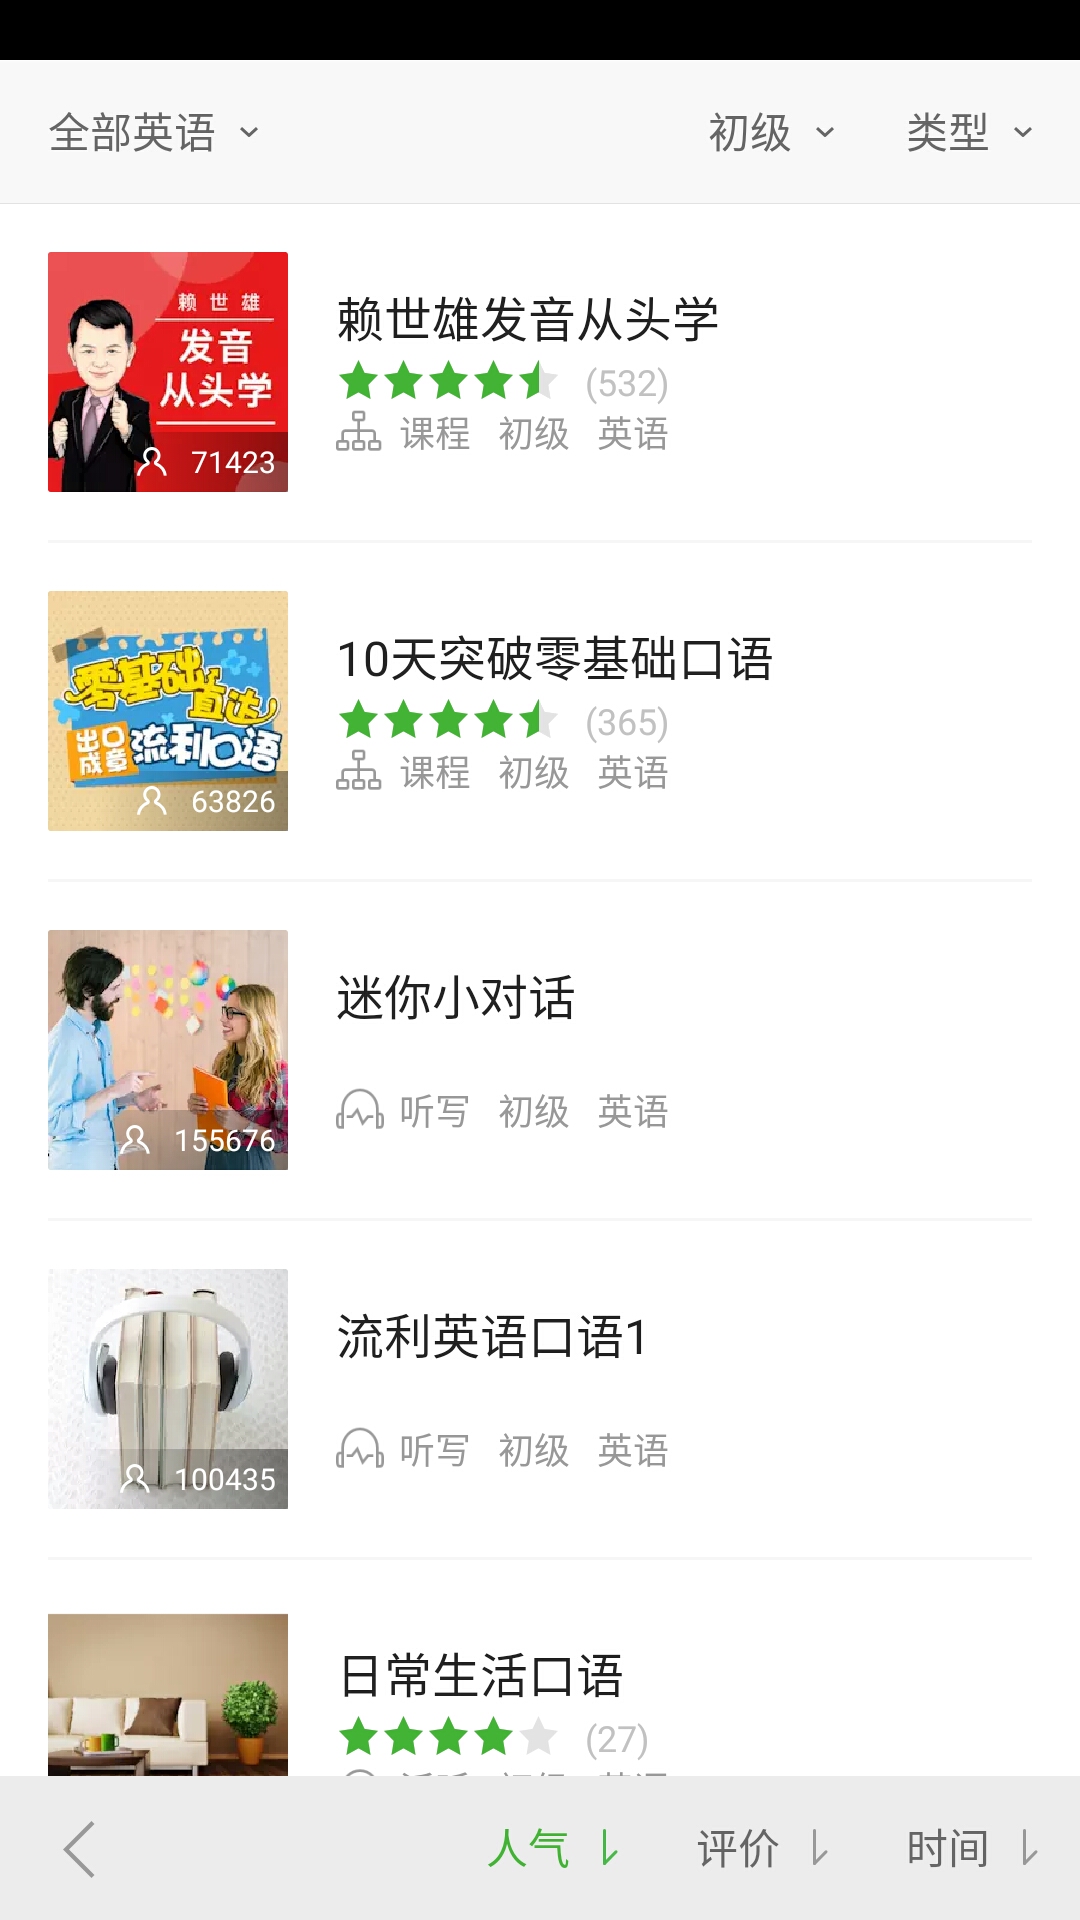 全部英语 初级 类型
赖世雄
发音
从头学
71423
赖世雄发音从头学
(532)
课程 初级 英语
零基础
直达
出口
成章
流利口语
63826
10天突破零基础口语
(365)
课程 初级 英语
155676
迷你小对话
听写 初级 英语
100435
流利英语口语1
听写 初级 英语
日常生活口语
(27)
人气 评价 时间